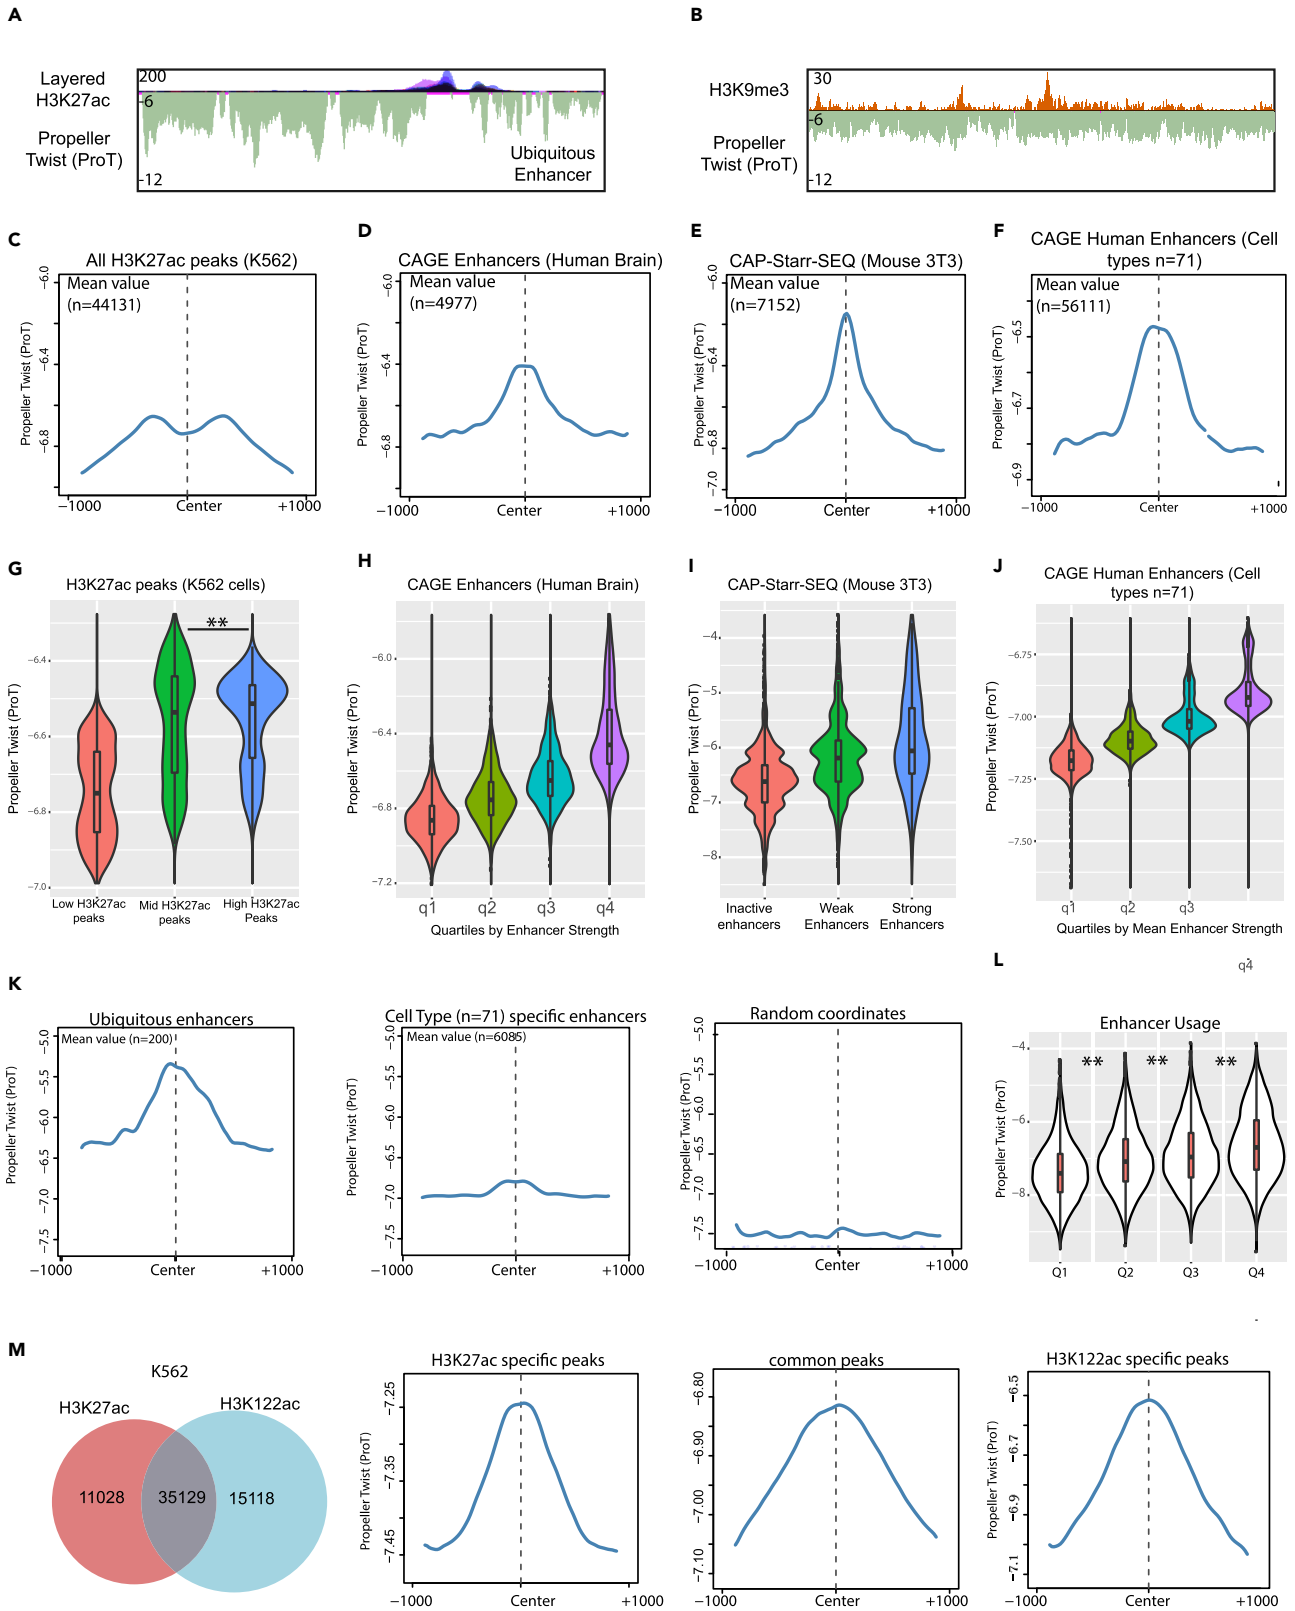 A
Layered
H3K27ac
Propeller
Twist (ProT)
200
-6
-12
Ubiquitous
Enhancer
B
H3K9me3
Propeller
Twist (ProT)
30
-6
-12
C
All H3K27ac peaks (K562)
Mean value
(n=44131)
Propeller Twist (ProT)
−6.0
−6.4
−6.8
−1000
Center
+1000
D
CAGE Enhancers (Human Brain)
Mean value
(n=4977)
Propeller Twist (ProT)
−6.0
−6.4
−6.8
−1000
Center
+1000
E
CAP-Starr-SEQ (Mouse 3T3)
Mean value
(n=7152)
Propeller Twist (ProT)
−6.0
−6.4
−6.8
−7.0
−1000
Center
+1000
F
CAGE Human Enhancers (Cell
types n=71)
Mean value
(n=56111)
Propeller Twist (ProT)
−6.5
−6.7
−6.9
−1000
Center
+1000
G
H3K27ac peaks (K562 cells)
**
Propeller Twist (ProT)
−6.4
−6.6
−6.8
−7.0
Low H3K27ac
peaks
Mid H3K27ac
peaks
High H3K27ac
Peaks
H
CAGE Enhancers (Human Brain)
Propeller Twist (ProT)
−6.0
−6.4
−6.8
−7.2
q1 q2 q3 q4
Quartiles by Enhancer Strength
I
CAP-Starr-SEQ (Mouse 3T3)
Propeller Twist (ProT)
−4
−5
−6
−7
−8
Inactive
enhancers
Weak
Enhancers
Strong
Enhancers
J
CAGE Human Enhancers (Cell
types n=71)
Propeller Twist (ProT)
−6.75
−7.00
−7.25
−7.50
q1 q2 q3
Quartiles by Mean Enhancer Strength
q4
K
Ubiquitous enhancers
Mean value (n=200)
Propeller Twist (ProT)
−5.0
−5.5
−6.0
−6.5
−7.0
−7.5
−1000
Center
+1000
Cell Type (n=71) specific enhancers
Mean value (n=6085)
Propeller Twist (ProT)
−5.0
−5.5
−6.0
−6.5
−7.0
−7.5
−1000
Center
+1000
Random coordinates
Propeller Twist (ProT)
−5.0
−5.5
−6.0
−6.5
−7.0
−7.5
−1000
Center
+1000
L
Enhancer Usage
** ** **
Propeller Twist (ProT)
−4
−6
−8
Q1 Q2 Q3 Q4
M
K562
H3K27ac
H3K122ac
11028
35129
15118
H3K27ac specific peaks
Propeller Twist (ProT)
−7.25
−7.35
−7.45
−1000
Center
+1000
common peaks
Propeller Twist (ProT)
−6.80
−6.90
−7.00
−7.10
−1000
Center
+1000
H3K122ac specific peaks
Propeller Twist (ProT)
−6.5
−6.7
−6.9
−7.1
−1000
Center
+1000